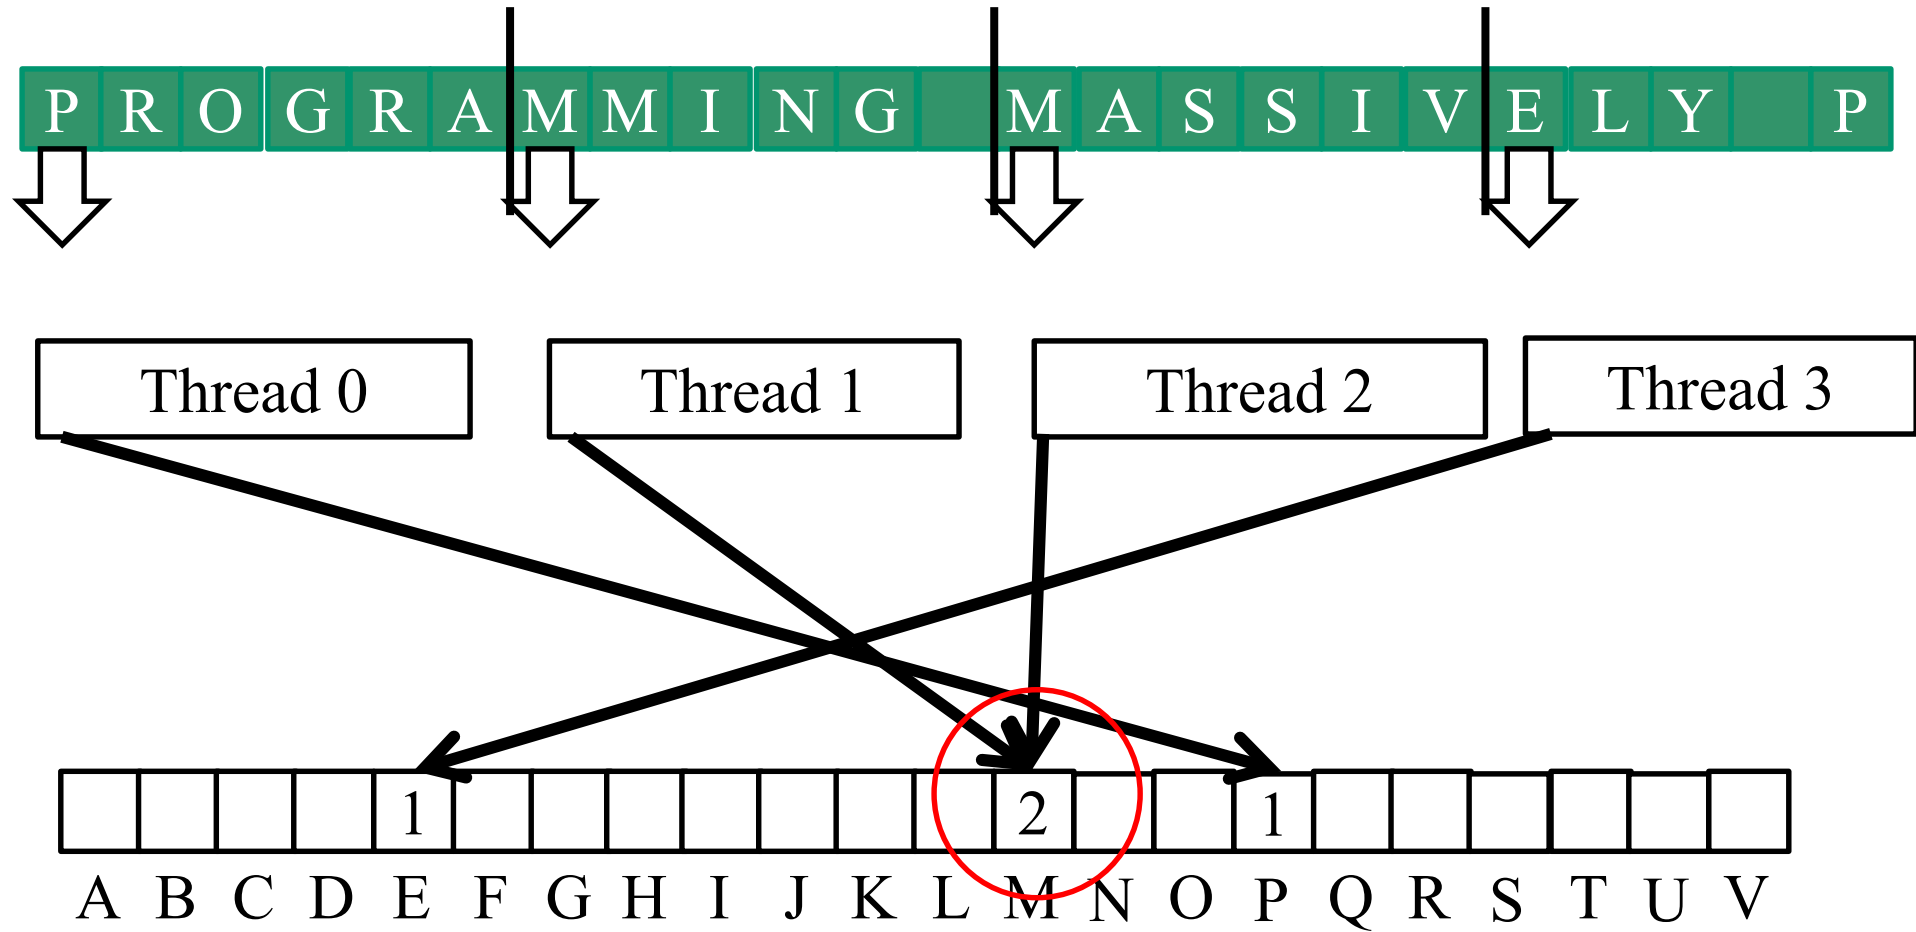 P R O G R A M M I N G M A S S I V E L Y P
Thread 0 Thread 1 Thread 2 Thread 3
1 2 1
A B C D E F G H I J K L M N O P Q R S T U V